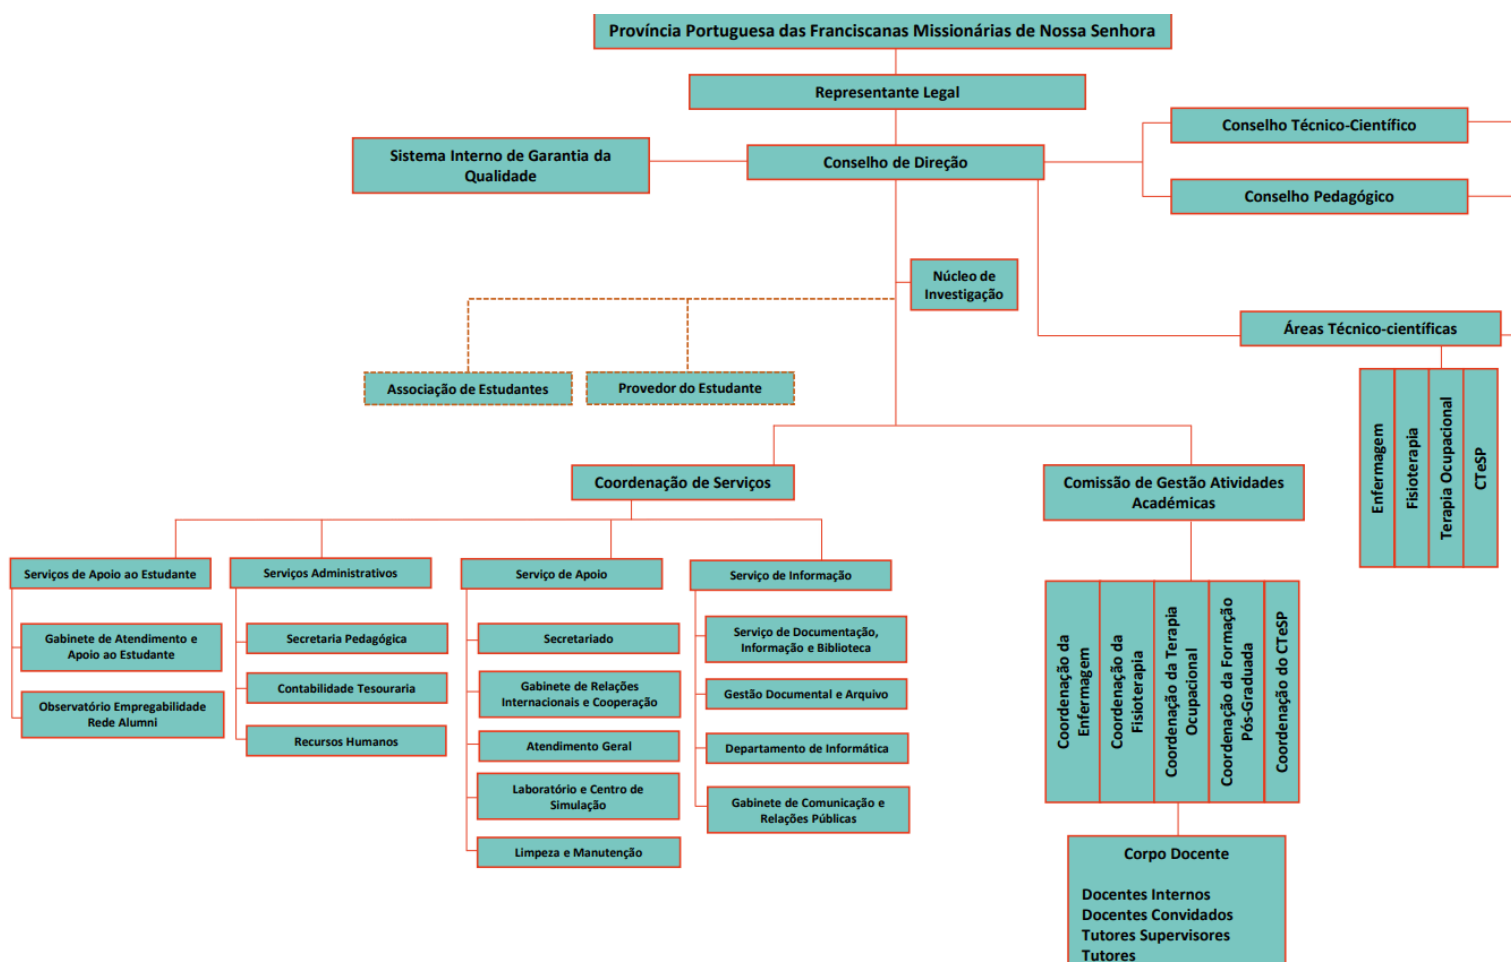 Província Portuguesa das Franciscanas Missionárias de Nossa Senhora
Representante Legal
Conselho Técnico-Científico
Sistema Interno de Garantia da
Qualidade
Conselho de Direção
Conselho Pedagógico
Núcleo de
Investigação
Áreas Técnico-científicas
Associação de Estudantes
Provedor do Estudante
Enfermagem
Fisioterapia
Terapia Ocupacional
CTeSP
Coordenação de Serviços
Comissão de Gestão Atividades
Académicas
Serviços de Apoio ao Estudante
Gabinete de Atendimento e
Apoio ao Estudante
Observatório Empregabilidade
Rede Alumni
Serviços Administrativos
Secretaria Pedagógica
Contabilidade Tesouraria
Recursos Humanos
Serviço de Apoio
Secretariado
Gabinete de Relações
Internacionais e Cooperação
Atendimento Geral
Laboratório e Centro de
Simulação
Limpeza e Manutenção
Serviço de Informação
Serviço de Documentação,
Informação e Biblioteca
Gestão Documental e Arquivo
Departamento de Informática
Gabinete de Comunicação e
Relações Públicas
Coordenação da
Enfermagem
Coordenação da
Fisioterapia
Coordenação da Terapia
Ocupacional
Coordenação da Formação
Pós-Graduada
Coordenação do CTeSP
Corpo Docente
Docentes Internos
Docentes Convidados
Tutores Supervisores
Tutores